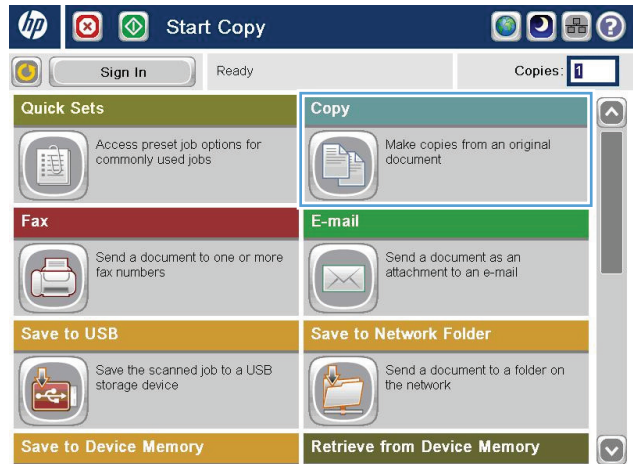 hp
Start Copy
?
Sign In
Ready
Copies: 1
Quick Sets
Access preset job options for
commonly used jobs
Copy
Make copies from an original
document
Fax
Send a document to one or more
fax numbers
E-mail
Send a document as an
attachment to an e-mail
Save to USB
Save the scanned job to a USB
storage device
Save to Network Folder
Send a document to a folder on
the network
Save to Device Memory
Retrieve from Device Memory